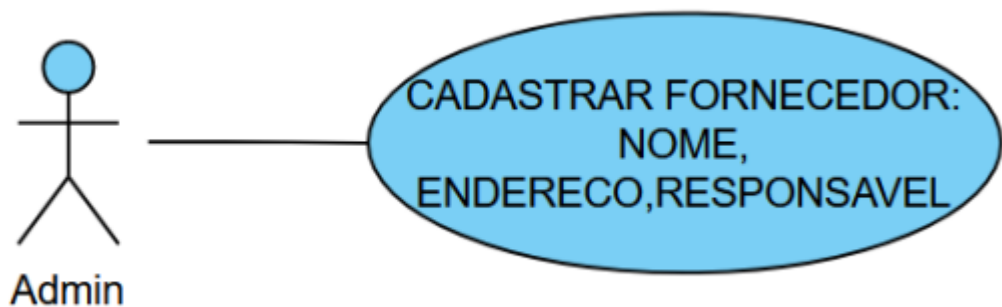 CADASTRAR FORNECEDOR:
NOME,
ENDERECO,RESPONSAVEL
Admin